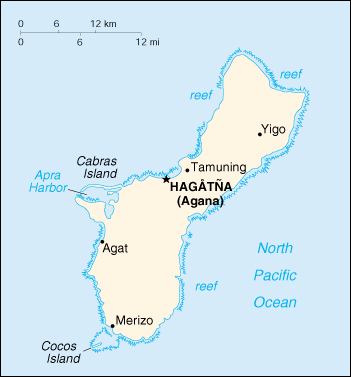 0 6 12 km
0 6 12 mi
reef
reef
Yigo
Cabras
Island
Tamuning
Apra
Harbor
HAGÅTÑA
(Agana)
Agat
North
Pacific
Ocean
reef
Merizo
Cocos
Island